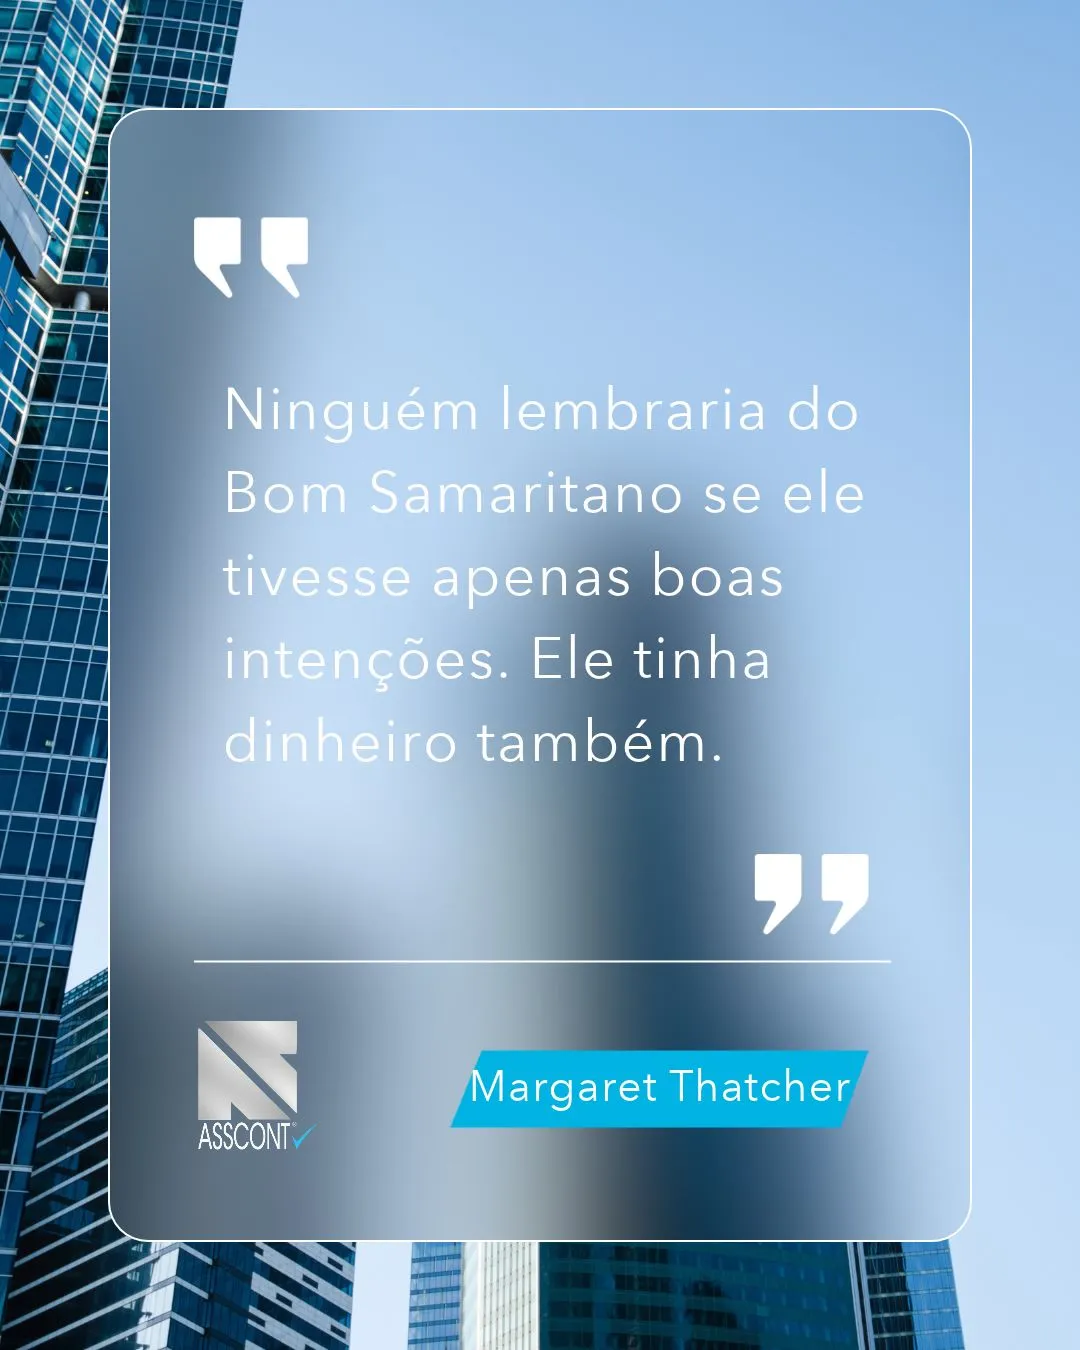 Ninguém lembraria do
Bom Samaritano se ele
tivesse apenas boas
intenções. Ele tinha
dinheiro também.
ASSCONT
Margaret Thatcher